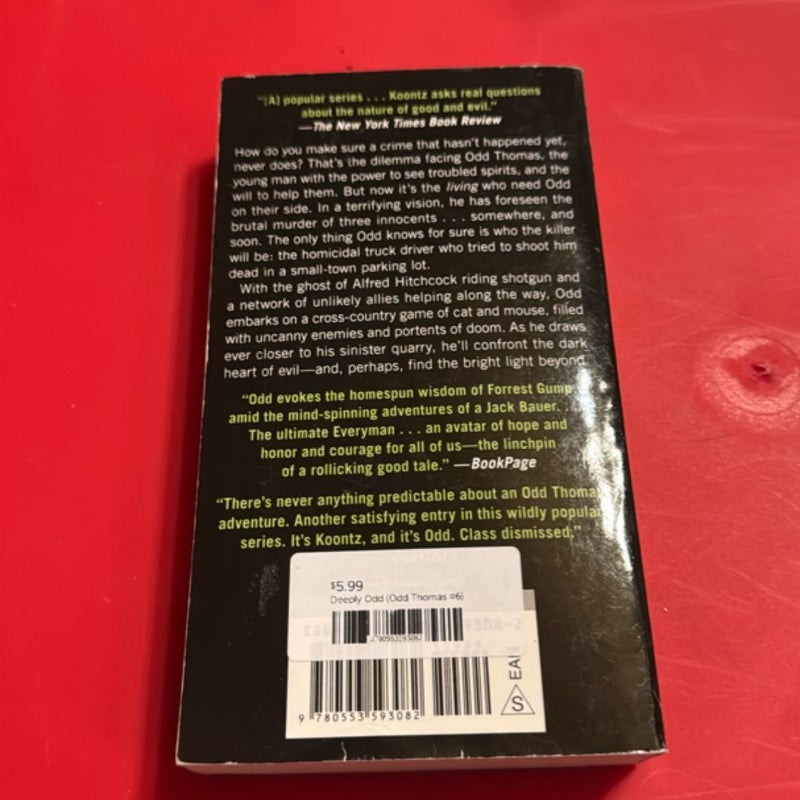 "[A] popular series . . . Koontz asks real questions
about the nature of good and evil."
—The New York Times Book Review
How do you make sure a crime that hasn't happened yet,
never does? That's the dilemma facing Odd Thomas, the
young man with the power to see troubled spirits, and the
will to help them. But now it's the living who need Odd
on their side. In a terrifying vision, he has foreseen the
brutal murder of three innocents . . . somewhere, and
soon. The only thing Odd knows for sure is who the killer
will be: the homicidal truck driver who tried to shoot him
dead in a small-town parking lot.
With the ghost of Alfred Hitchcock riding shotgun and
a network of unlikely allies helping along the way, Odd
embarks on a cross-country game of cat and mouse, filled
with uncanny enemies and portents of doom. As he draws
ever closer to his sinister quarry, he'll confront the dark
heart of evil—and, perhaps, find the bright light beyond.
"Odd evokes the homespun wisdom of Forrest Gump
amid the mind-spinning adventures of a Jack Bauer. . .
The ultimate Everyman . . . an avatar of hope and
honor and courage for all of us—the linchpin
of a rollicking good tale." —BookPage
"There's never anything predictable about an Odd Thomas
adventure. Another satisfying entry in this wildly popular
series. It's Koontz, and it's Odd. Class dismissed."
$5.99
Deeply Odd (Odd Thomas #6)
9780553593082
9 780553 593082
EAN
S